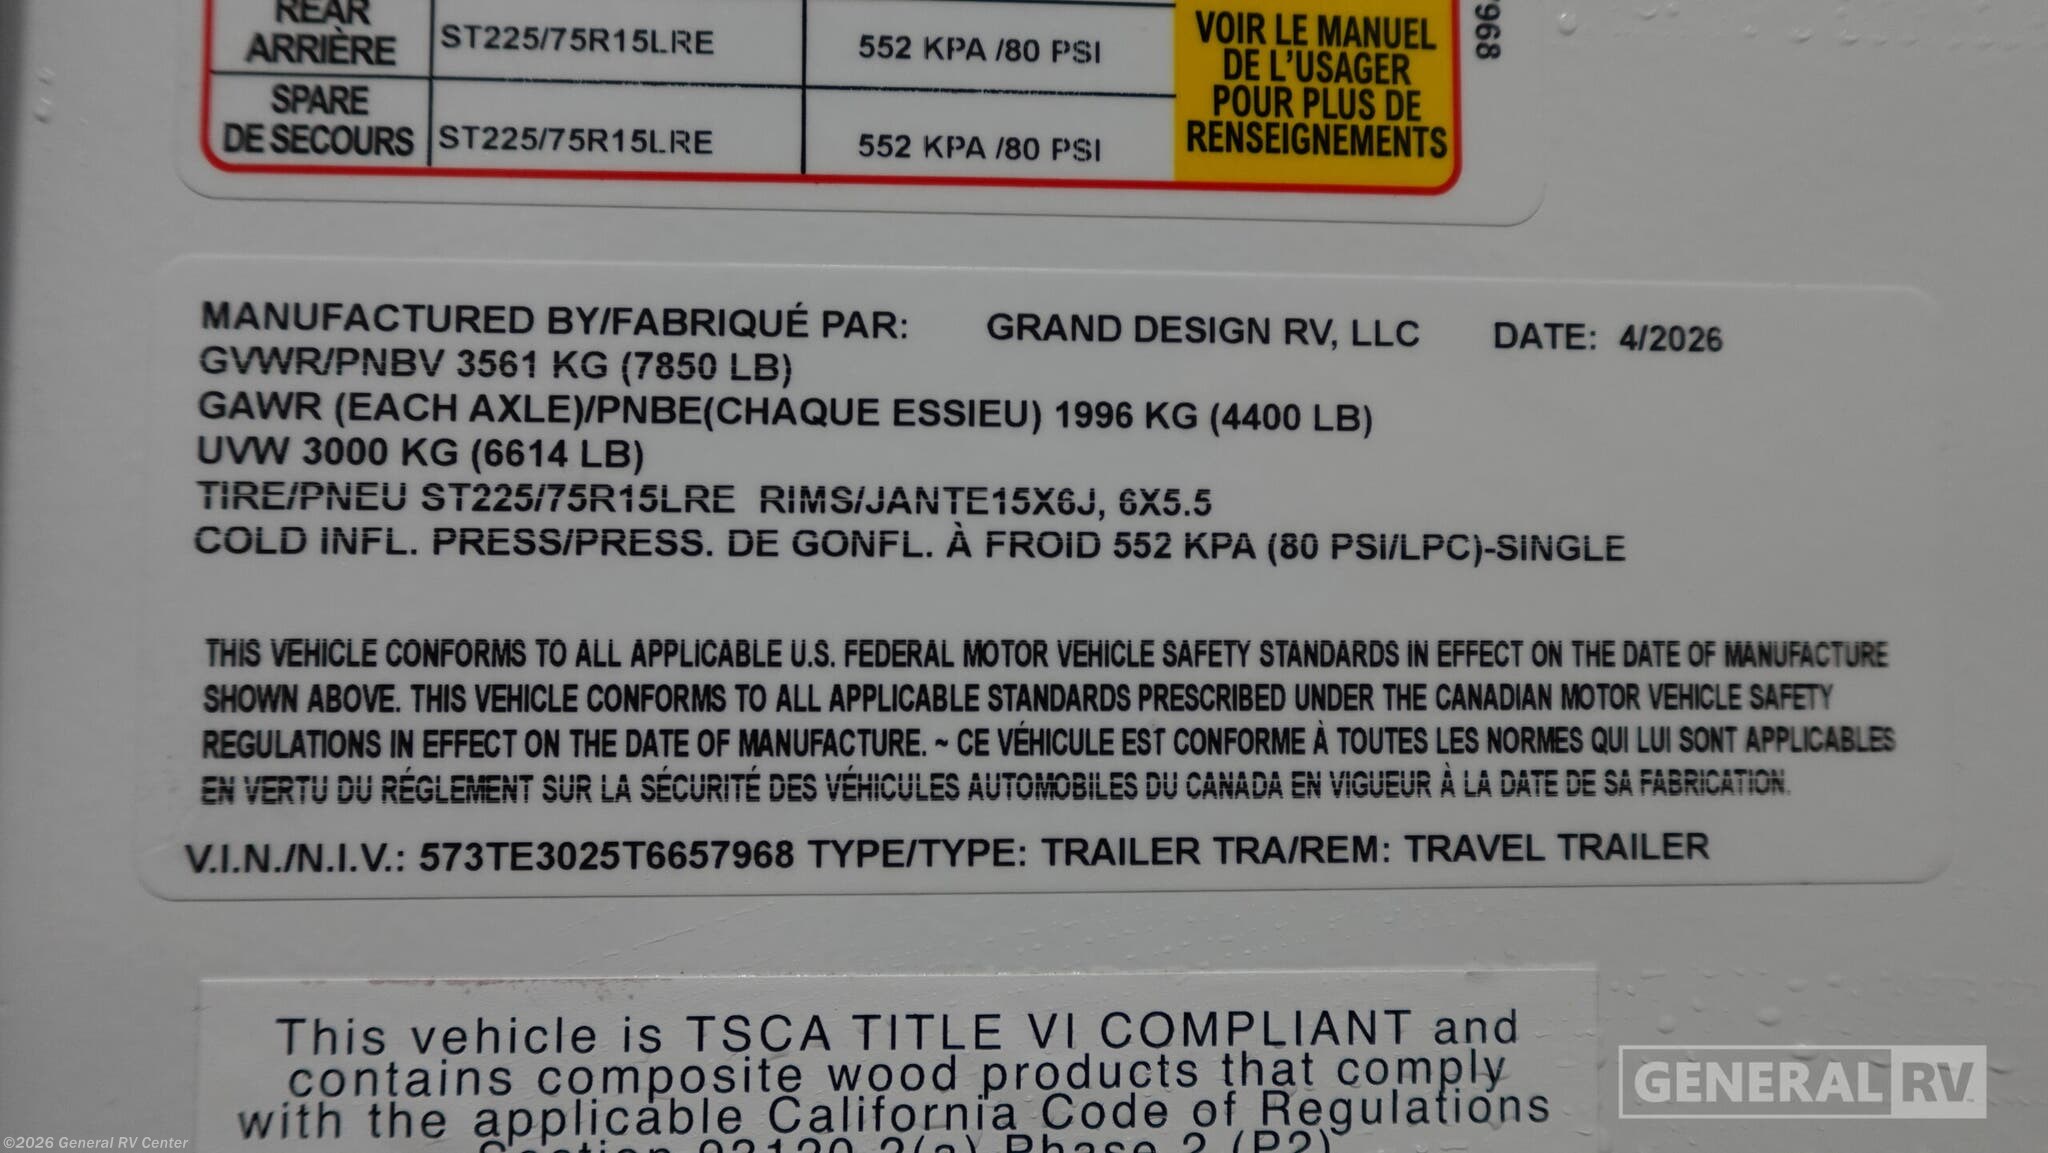 REAR
ARRIÈRE
ST225/75R15LRE
552 KPA /80 PSI
SPARE
DE SECOURS
ST225/75R15LRE
552 KPA /80 PSI
VOIR LE MANUEL
DE L'USAGER
POUR PLUS DE
RENSEIGNEMENTS
7968
MANUFACTURED BY/FABRIQUÉ PAR: GRAND DESIGN RV, LLC DATE: 4/2026
GVWR/PNBV 3561 KG (7850 LB)
GAWR (EACH AXLE)/PNBE(CHAQUE ESSIEU) 1996 KG (4400 LB)
UVW 3000 KG (6614 LB)
TIRE/PNEU ST225/75R15LRE RIMS/JANTE15X6J, 6X5.5
COLD INFL. PRESS/PRESS. DE GONFL. À FROID 552 KPA (80 PSI/LPC)-SINGLE
THIS VEHICLE CONFORMS TO ALL APPLICABLE U.S. FEDERAL MOTOR VEHICLE SAFETY STANDARDS IN EFFECT ON THE DATE OF MANUFACTURE
SHOWN ABOVE. THIS VEHICLE CONFORMS TO ALL APPLICABLE STANDARDS PRESCRIBED UNDER THE CANADIAN MOTOR VEHICLE SAFETY
REGULATIONS IN EFFECT ON THE DATE OF MANUFACTURE. ~ CE VÉHICULE EST CONFORME À TOUTES LES NORMES QUI LUI SONT APPLICABLES
EN VERTU DU RÉGLEMENT SUR LA SÉCURITÉ DES VÉHICULES AUTOMOBILES DU CANADA EN VIGUEUR À LA DATE DE SA FABRICATION.
V.I.N./N.I.V.: 573TE3025T6657968 TYPE/TYPE: TRAILER TRA/REM: TRAVEL TRAILER
This vehicle is TSCA TITLE VI COMPLIANT and
contains composite wood products that comply
with the applicable California Code of Regulations
Section 93120.2(a) Phase 2 (P2)
GENERAL RV
©2026 General RV Center